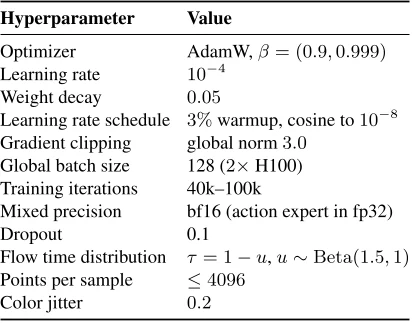 Hyperparameter Value
Optimizer AdamW, β = (0.9, 0.999)
Learning rate 10⁻⁴
Weight decay 0.05
Learning rate schedule 3% warmup, cosine to 10⁻⁸
Gradient clipping global norm 3.0
Global batch size 128 (2× H100)
Training iterations 40k–100k
Mixed precision bf16 (action expert in fp32)
Dropout 0.1
Flow time distribution τ = 1 − u, u ∼ Beta(1.5, 1)
Points per sample ≤ 4096
Color jitter 0.2